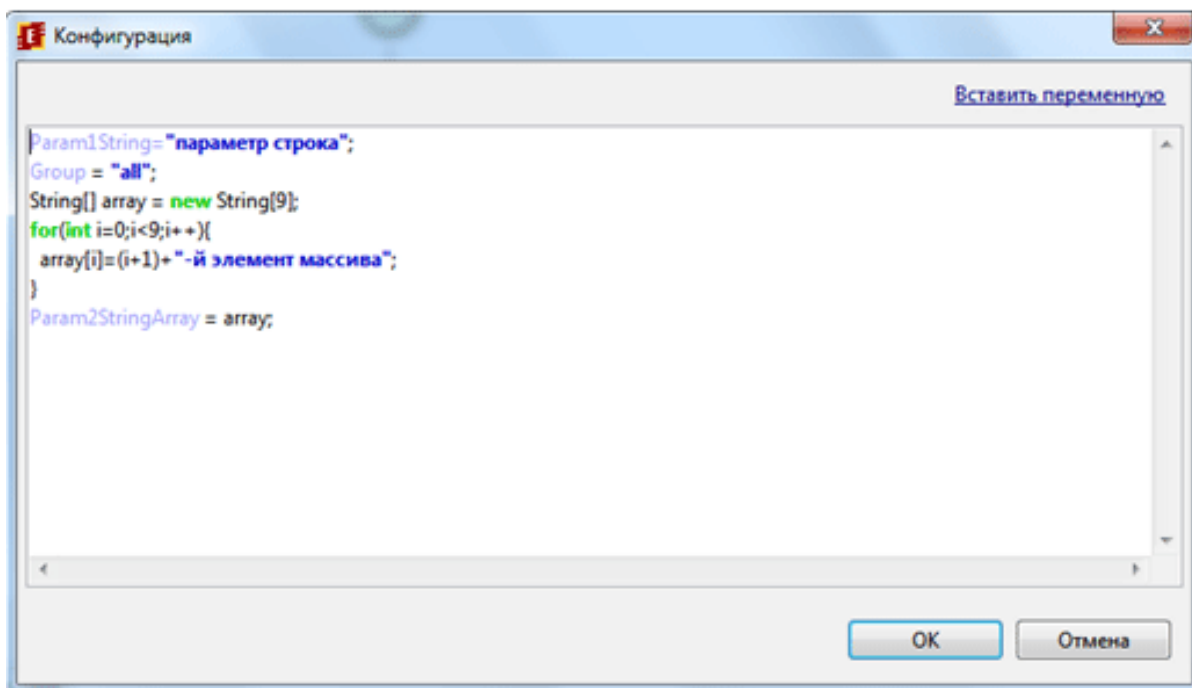 Конфигурация
Вставить переменную
Param1String="параметр строка";
Group = "all";
String[] array = new String[9];
for(int i=0;i<9;i++){
array[i]=(i+1)+"-й элемент массива";
}
Param2StringArray = array;
OK
Отмена